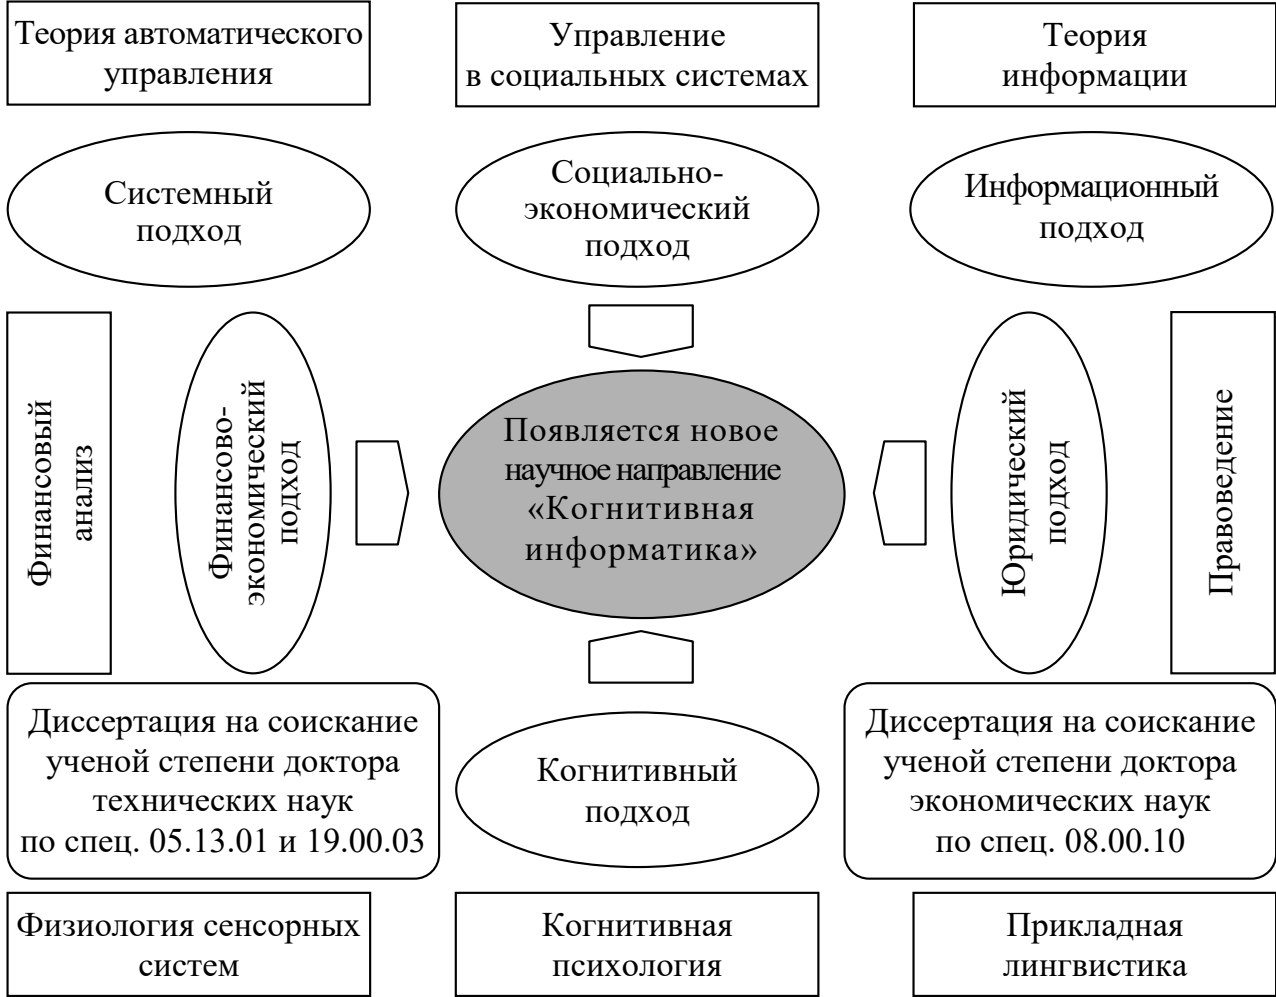 Теория автоматического
управления
Управление
в социальных системах
Теория
информации
Системный
подход
Социально-
экономический
подход
Информационный
подход
Финансовый
анализ
Финансово-
экономический
подход
Появляется новое
научное направление
«Когнитивная
информатика»
Юридический
подход
Правоведение
Диссертация на соискание
ученой степени доктора
технических наук
по спец. 05.13.01 и 19.00.03
Когнитивный
подход
Диссертация на соискание
ученой степени доктора
экономических наук
по спец. 08.00.10
Физиология сенсорных
систем
Когнитивная
психология
Прикладная
лингвистика